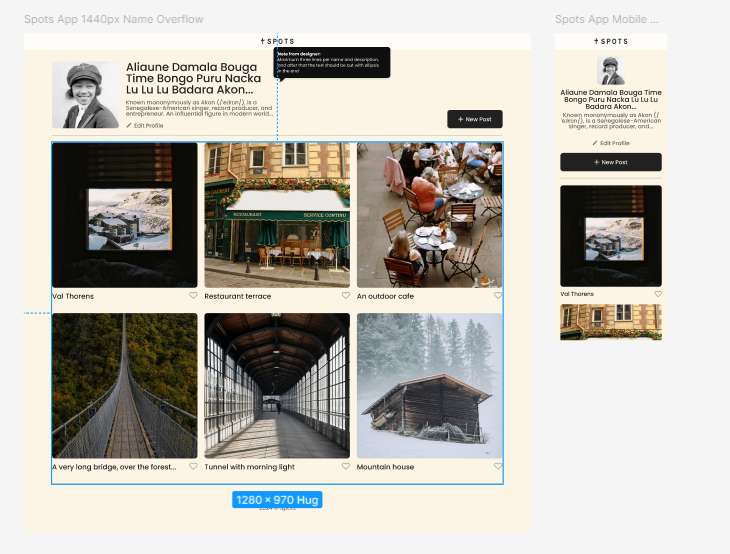 Spots App 1440px Name Overflow
Spots App Mobile ...
SPOTS
Note from designer:
Maximum three lines per name and description,
and after that the text should be cut with ellipsis
in the end
Aliaune Damala Bouga
Time Bongo Puru Nacka
Lu Lu Lu Badara Akon...
Known mononymously as Akon (/'eɪkɒn/), is a
Senegalese-American singer, record producer, and
entrepreneur. An influential figure in modern world...
Edit Profile
+ New Post
RESTAURANT
SERVICE CONTINU
Val Thorens
Restaurant terrace
An outdoor cafe
A very long bridge, over the forest...
Tunnel with morning light
Mountain house
1280 × 970 Hug
SPOTS
Aliaune Damala Bouga Time
Bongo Puru Nacka Lu Lu Lu
Badara Akon...
Known mononymously as Akon (/
'eɪkɒn/), is a Senegalese-American
singer, record producer, and...
Edit Profile
+ New Post
Val Thorens